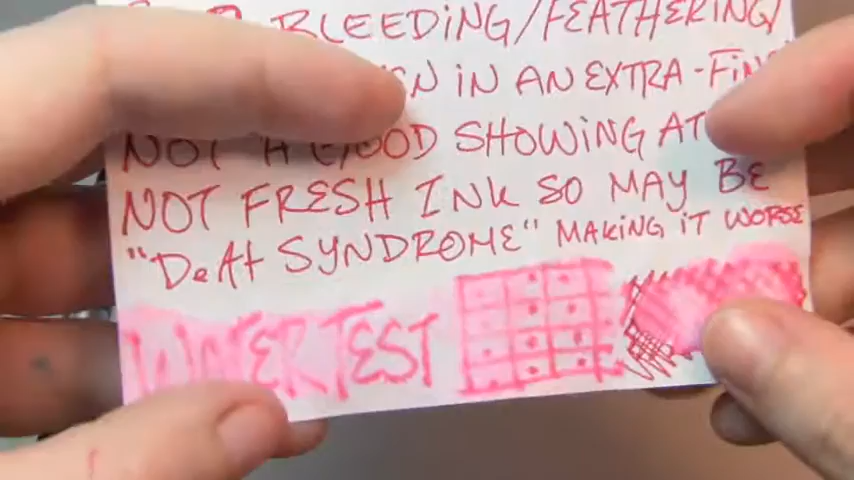 BLEEDING/FEATHERING/
IN AN EXTRA-FIN
NOT A GOOD SHOWING AT
NOT FRESH INK SO MAY BE
"DeAt SYNDROME" MAKING IT WORSE
WATER TEST